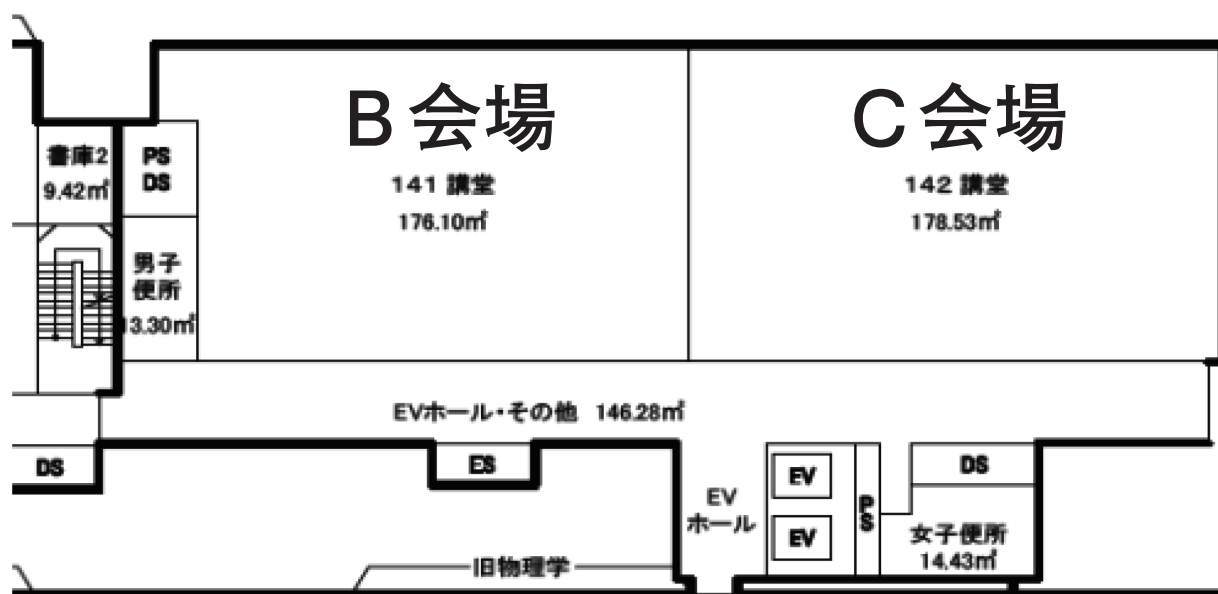 B会場
C会場
141 講堂
176.10㎡
142 講堂
178.53㎡
書庫2
9.42㎡
PS
DS
男子
便所
13.30㎡
EVホール・その他 146.28㎡
DS
ES
EV
ホール
EV
EV
PS
DS
女子便所
14.43㎡
旧物理学